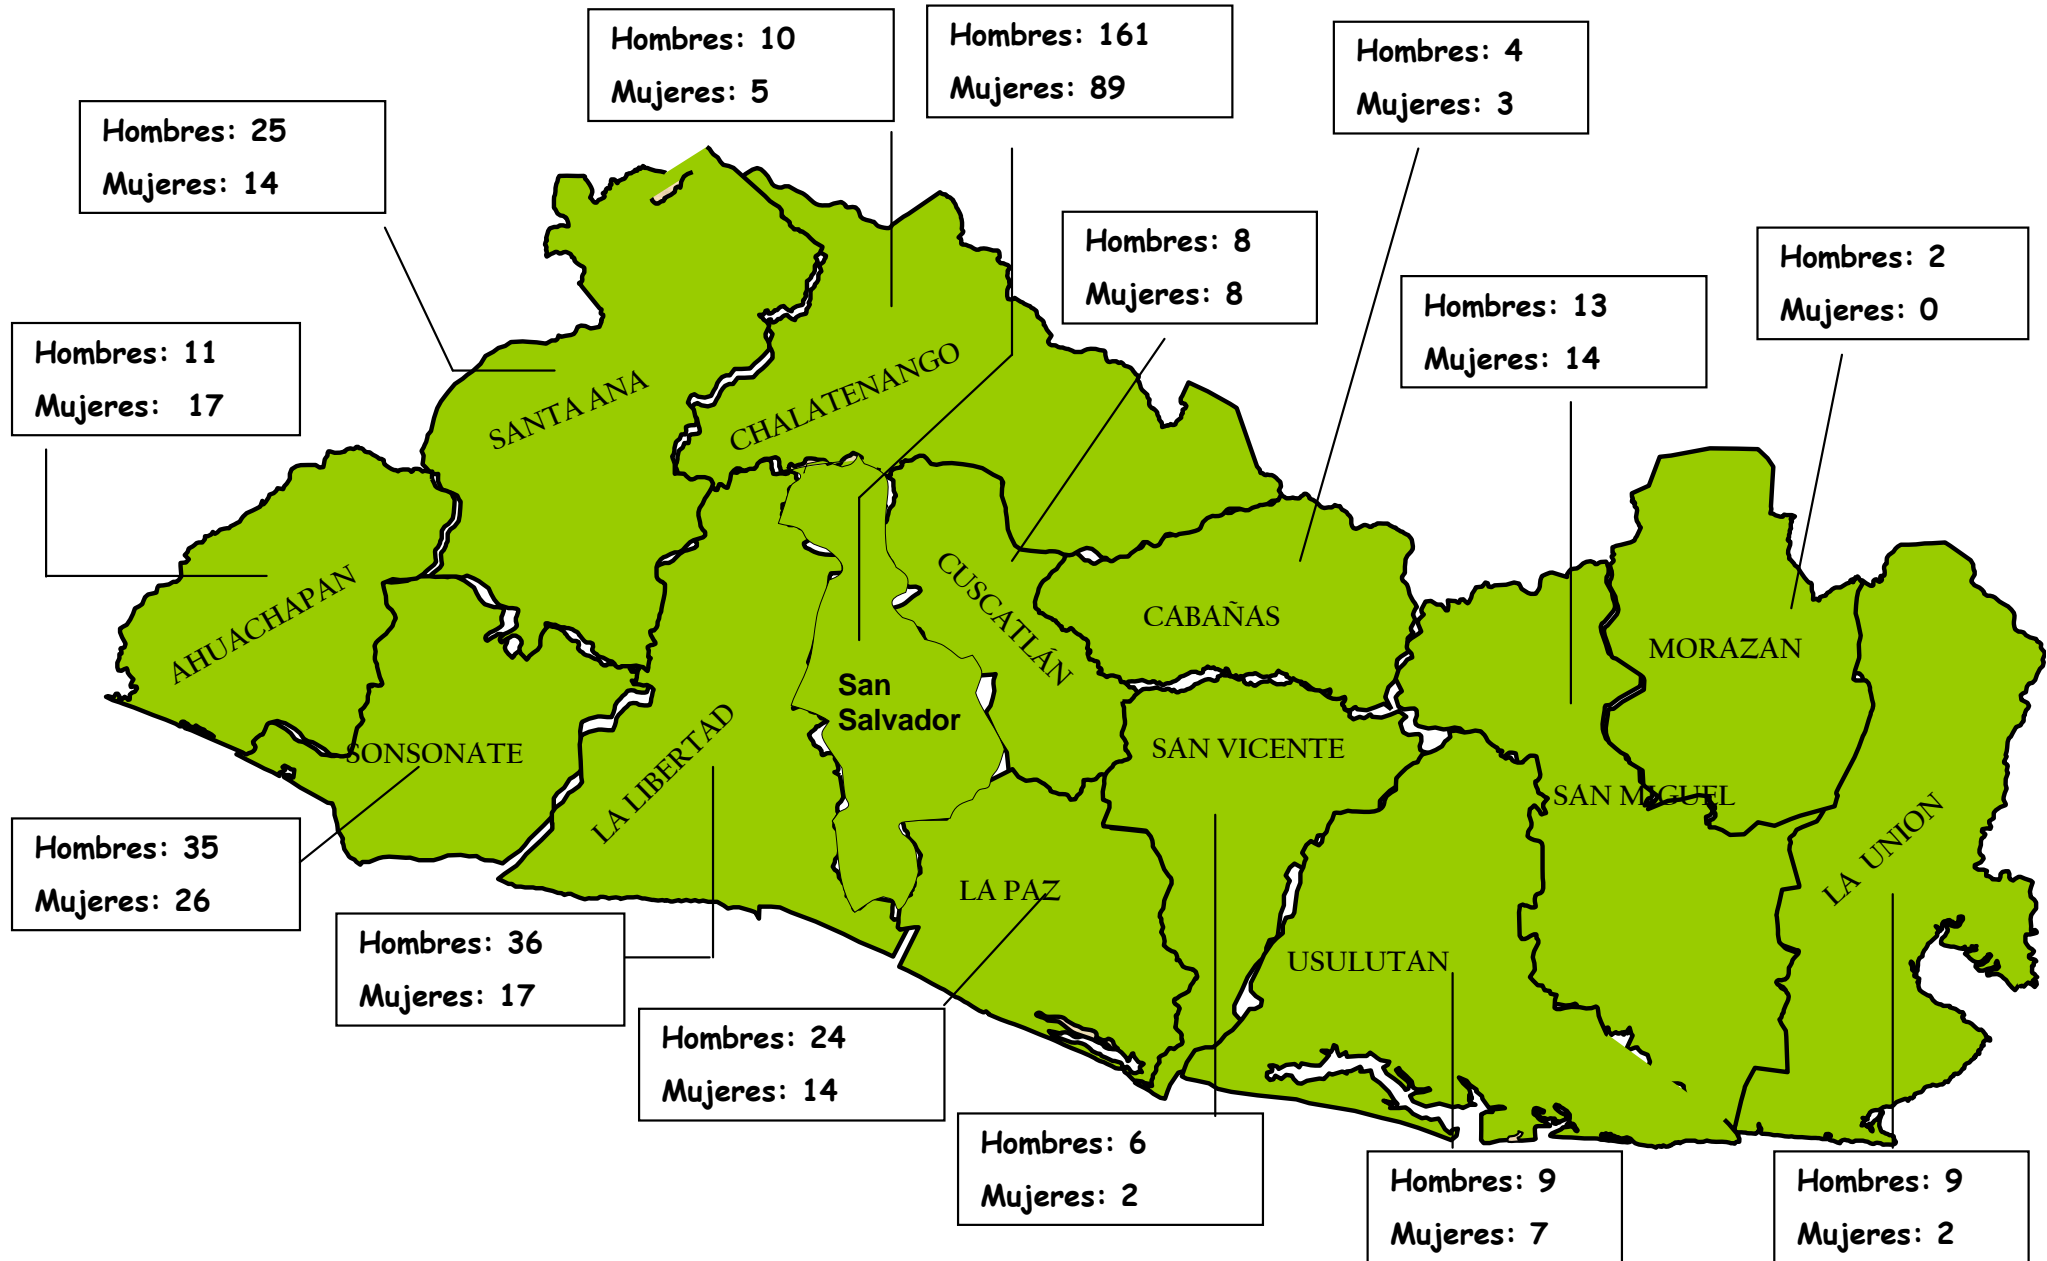 Hombres: 10
Mujeres: 5
Hombres: 161
Mujeres: 89
Hombres: 4
Mujeres: 3
Hombres: 25
Mujeres: 14
Hombres: 8
Mujeres: 8
Hombres: 2
Mujeres: 0
Hombres: 13
Mujeres: 14
Hombres: 11
Mujeres: 17
SANTA ANA
CHALATENANGO
AHUACHAPAN
CUSCATLÁN
CABAÑAS
MORAZAN
San
Salvador
SONSONATE
LA LIBERTAD
SAN VICENTE
SAN MIGUEL
LA UNION
LA PAZ
USULUTAN
Hombres: 35
Mujeres: 26
Hombres: 36
Mujeres: 17
Hombres: 24
Mujeres: 14
Hombres: 6
Mujeres: 2
Hombres: 9
Mujeres: 7
Hombres: 9
Mujeres: 2